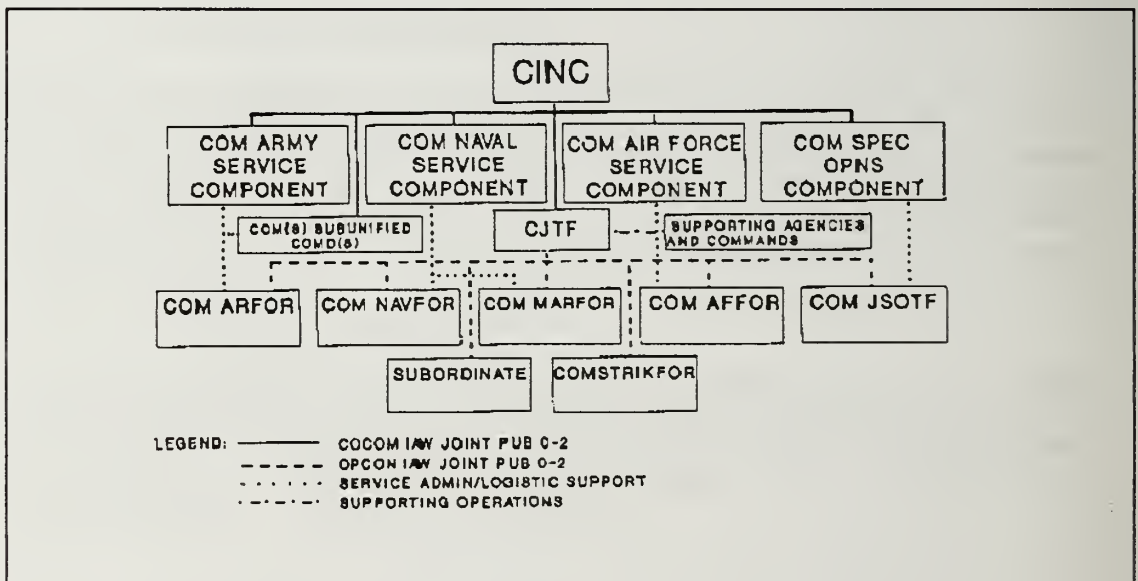 CINC
COM ARMY
SERVICE
COMPONENT
COM NAVAL
SERVICE
COMPONENT
COM AIR FORCE
SERVICE
COMPONENT
COM SPEC
OPNS
COMPONENT
COM(S) SUBUNIFIED
COMD(S)
CJTF
SUPPORTING AGENCIES
AND COMMANDS
COM ARFOR
COM NAVFOR
COM MARFOR
COM AFFOR
COM JSOTF
SUBORDINATE
COMSTRIKFOR
LEGEND:
COCOM IAW JOINT PUB 0-2
OPCON IAW JOINT PUB 0-2
SERVICE ADMIN/LOGISTIC SUPPORT
SUPPORTING OPERATIONS